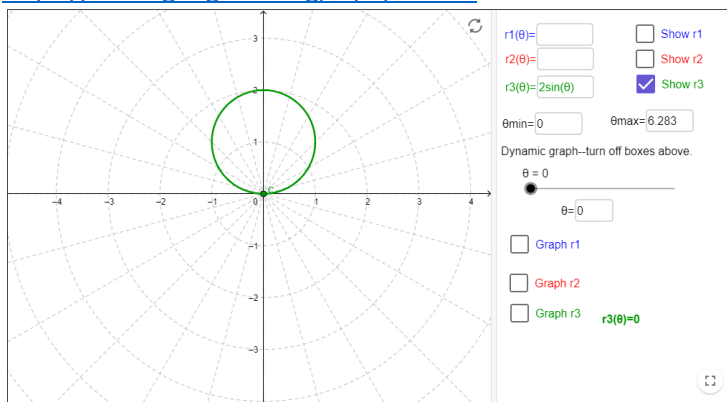 r1(θ)=
Show r1
r2(θ)=
Show r2
r3(θ)= 2sin(θ)
Show r3
θmin= 0
θmax= 6.283
Dynamic graph--turn off boxes above.
θ = 0
θ= 0
Graph r1
Graph r2
Graph r3
r3(θ)=0
3
2
1
−4 −3 −2 −1 0 1 2 3 4
−1
−2
−3